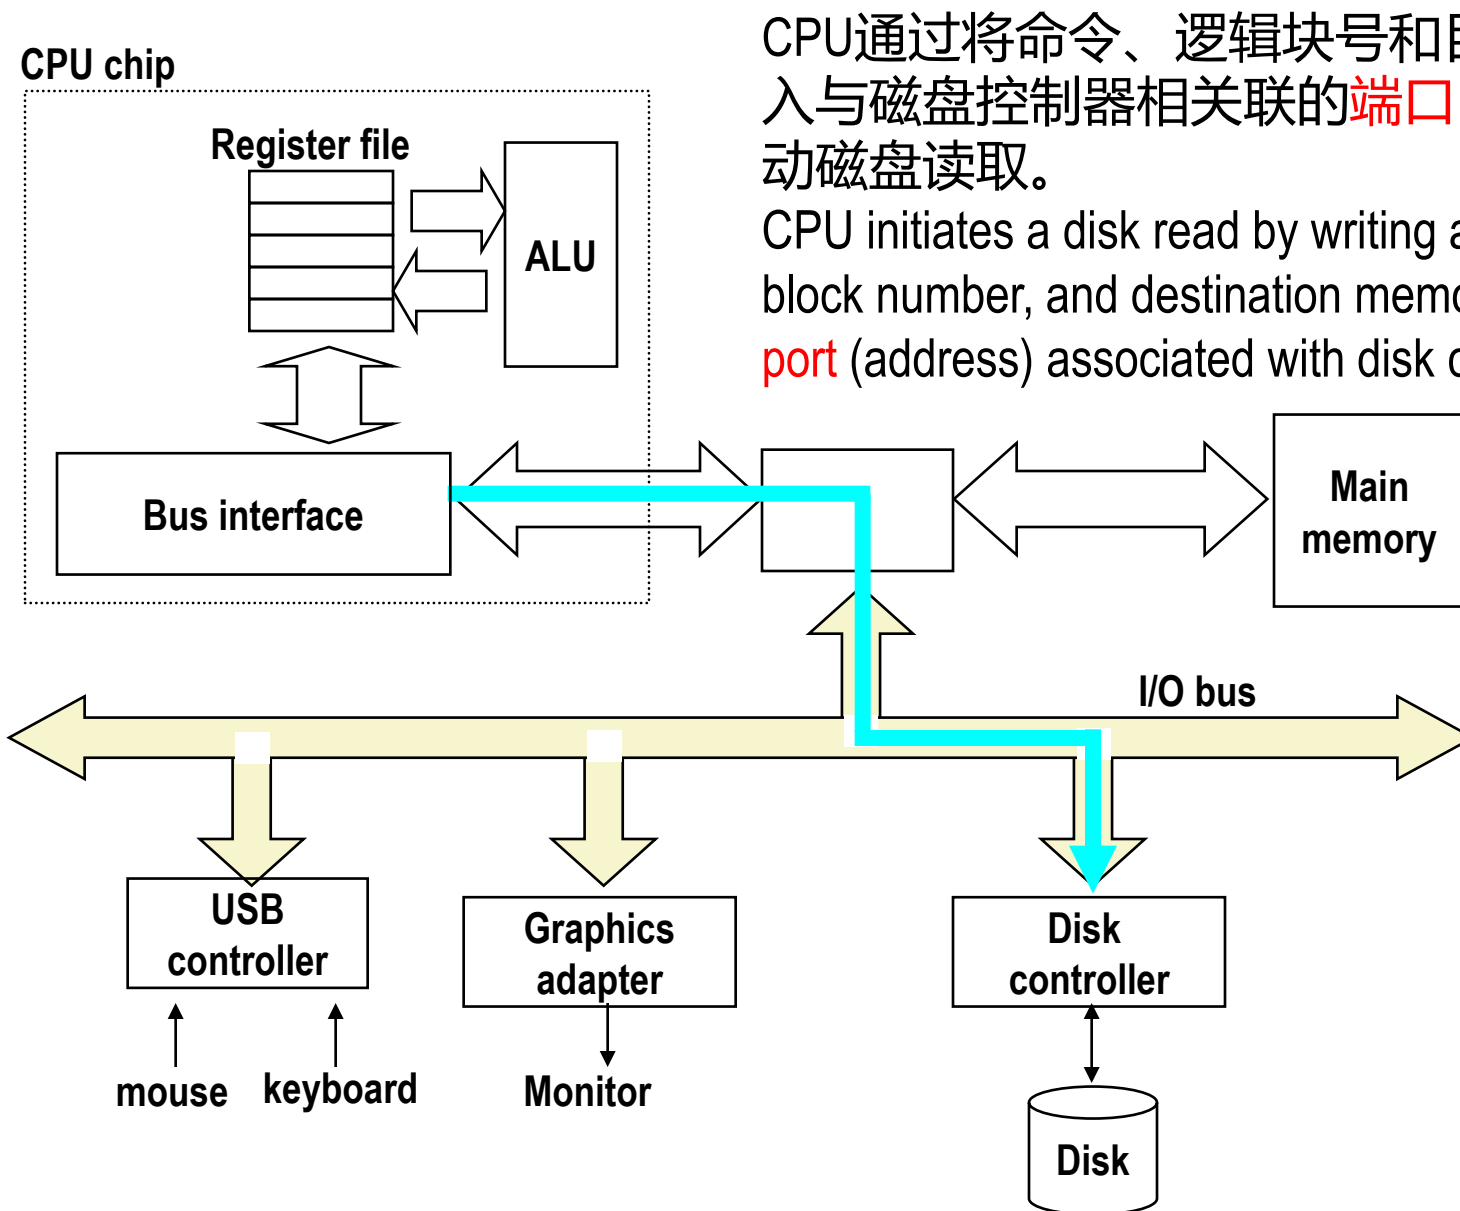 CPU通过将命令、逻辑块号和
CPU chip
入与磁盘控制器相关联的端口
动磁盘读取。
Register file
CPU initiates a disk read by writing
ALU
block number, and destination
port (address) associated with disk
Bus interface
Main
memory
I/O bus
USB
controller
Graphics
adapter
Disk
controller
mouse
keyboard
Monitor
Disk